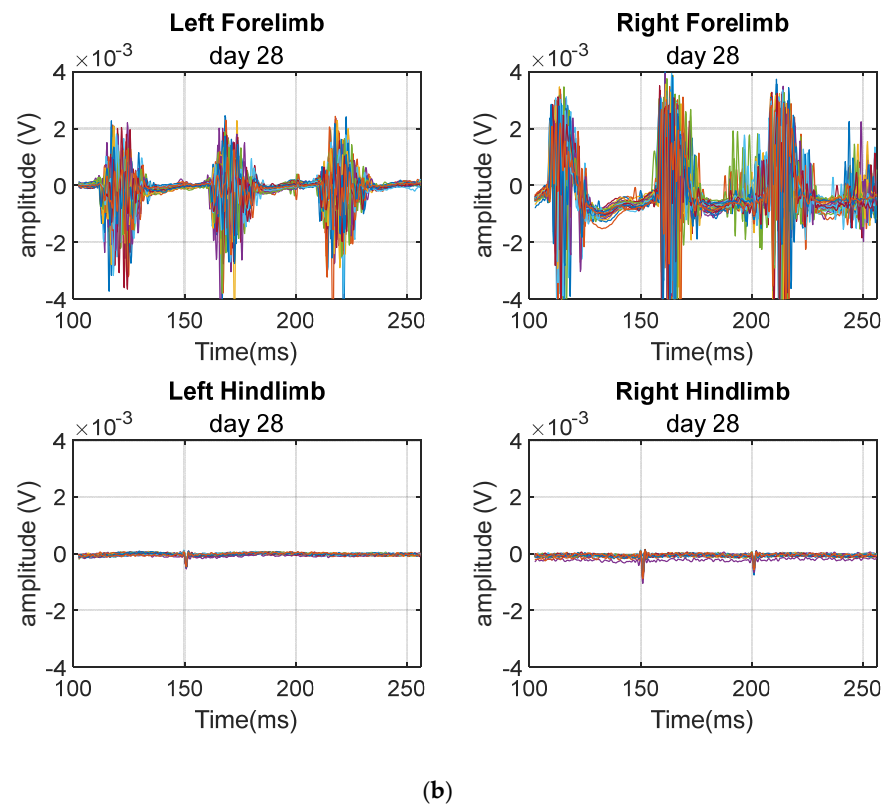 Left Forelimb
day 28
×10-3
4
2
0
-2
-4
amplitude (V)
100 150 200 250
Time(ms)
Right Forelimb
day 28
×10-3
4
2
0
-2
-4
amplitude (V)
100 150 200 250
Time(ms)
Left Hindlimb
day 28
×10-3
4
2
0
-2
-4
amplitude (V)
100 150 200 250
Time(ms)
Right Hindlimb
day 28
×10-3
4
2
0
-2
-4
amplitude (V)
100 150 200 250
Time(ms)
(b)